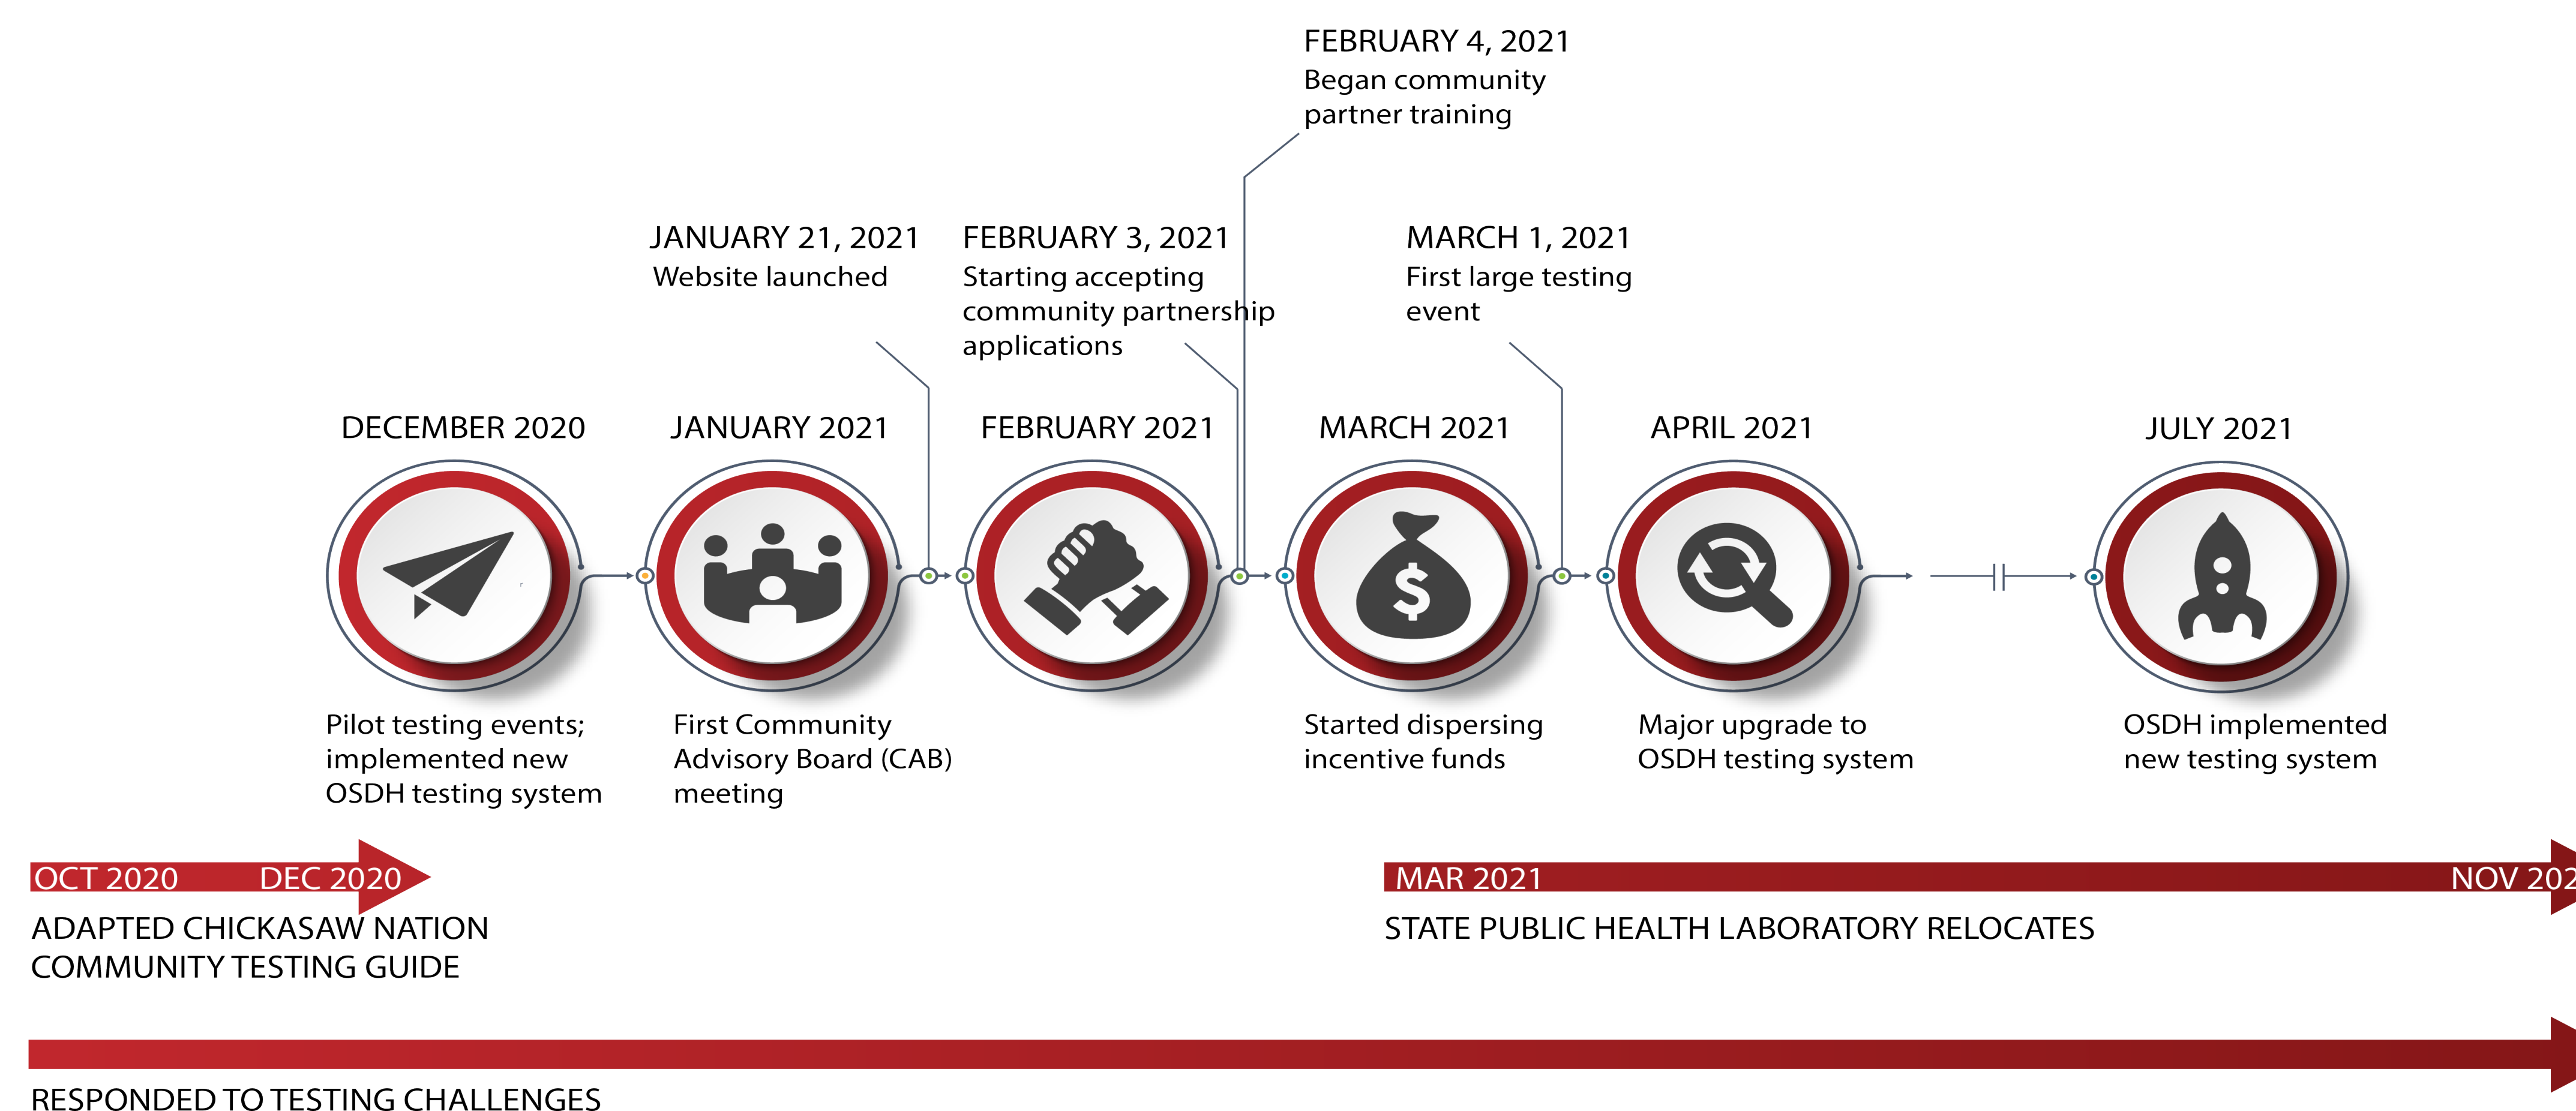 FEBRUARY 4, 2021
Began community
partner training
JANUARY 21, 2021
Website launched
FEBRUARY 3, 2021
Starting accepting
community partnership
applications
MARCH 1, 2021
First large testing
event
DECEMBER 2020
JANUARY 2021
FEBRUARY 2021
MARCH 2021
APRIL 2021
JULY 2021
$
Pilot testing events;
implemented new
OSDH testing system
First Community
Advisory Board (CAB)
meeting
Started dispersing
incentive funds
Major upgrade to
OSDH testing system
OSDH implemented
new testing system
OCT 2020 DEC 2020
ADAPTED CHICKASAW NATION
COMMUNITY TESTING GUIDE
MAR 2021 NOV 202
STATE PUBLIC HEALTH LABORATORY RELOCATES
RESPONDED TO TESTING CHALLENGES